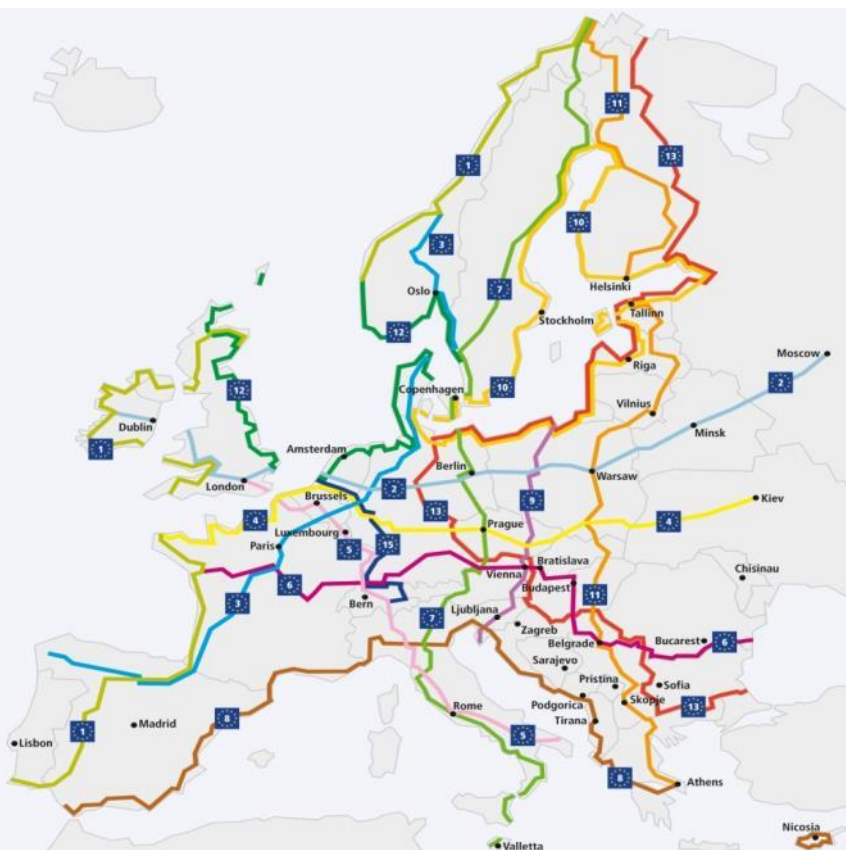 11
1
13
10
3
7
Oslo
Helsinki
12
Stockholm
Tallinn
Moscow
Riga
2
12
Copenhagen
10
Vilnius
Dublin
Minsk
1
Amsterdam
Berlin
Warsaw
London
2
9
Kiev
Brussels
13
4
4
Prague
Luxembourg
15
Paris
5
Bratislava
Vienna
Chisinau
6
Budapest
3
Bern
11
7
Ljubljana
Zagreb
Belgrade
Bucarest
6
Sarajevo
Pristina
Sofia
Rome
Podgorica
Skopje
13
8
Madrid
1
Tirana
5
Lisbon
8
Athens
Nicosia
Valletta